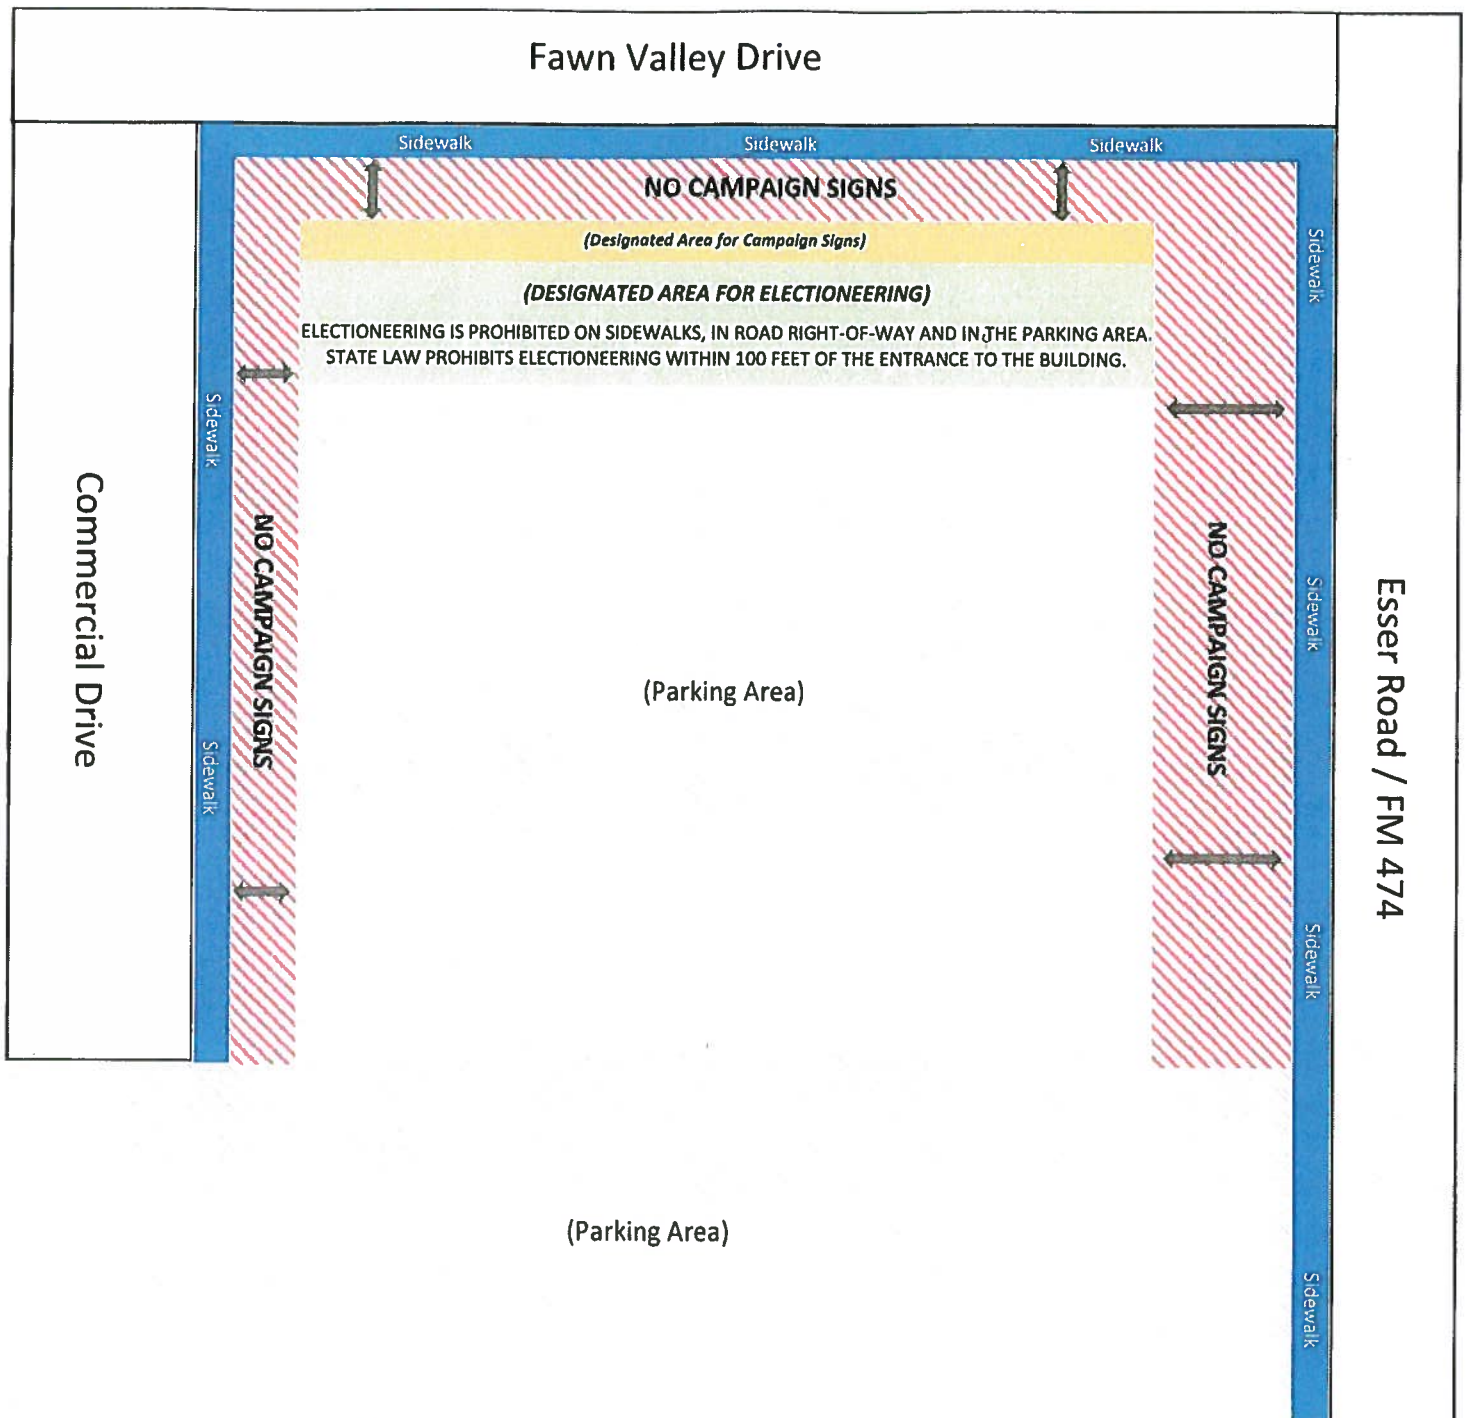 Fawn Valley Drive
Sidewalk
Sidewalk
Sidewalk
NO CAMPAIGN SIGNS
(Designated Area for Campaign Signs)
(DESIGNATED AREA FOR ELECTIONEERING)
ELECTIONEERING IS PROHIBITED ON SIDEWALKS, IN ROAD RIGHT-OF-WAY AND IN THE PARKING AREA.
STATE LAW PROHIBITS ELECTIONEERING WITHIN 100 FEET OF THE ENTRANCE TO THE BUILDING.
Commercial Drive
Sidewalk
Sidewalk
NO CAMPAIGN SIGNS
(Parking Area)
NO CAMPAIGN SIGNS
Sidewalk
Sidewalk
Sidewalk
Sidewalk
Esser Road / FM 474
(Parking Area)